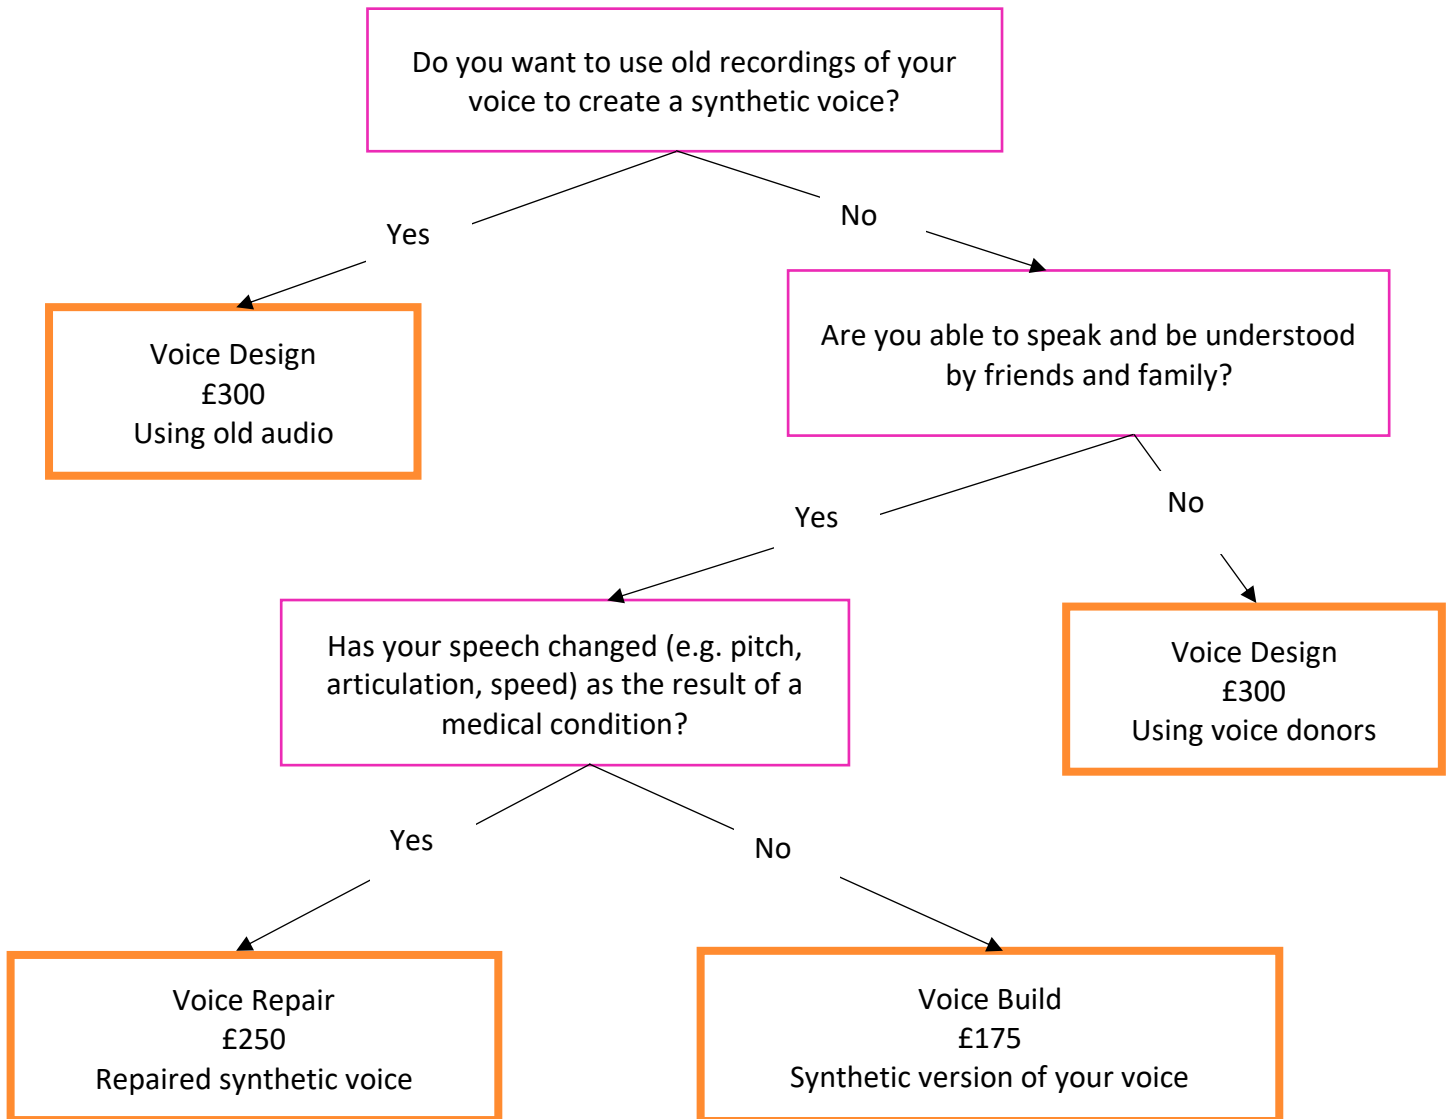 Do you want to use old recordings of your
voice to create a synthetic voice?
Yes
No
Voice Design
£300
Using old audio
Are you able to speak and be understood
by friends and family?
Yes
No
Has your speech changed (e.g. pitch,
articulation, speed) as the result of a
medical condition?
Voice Design
£300
Using voice donors
Yes
No
Voice Repair
£250
Repaired synthetic voice
Voice Build
£175
Synthetic version of your voice